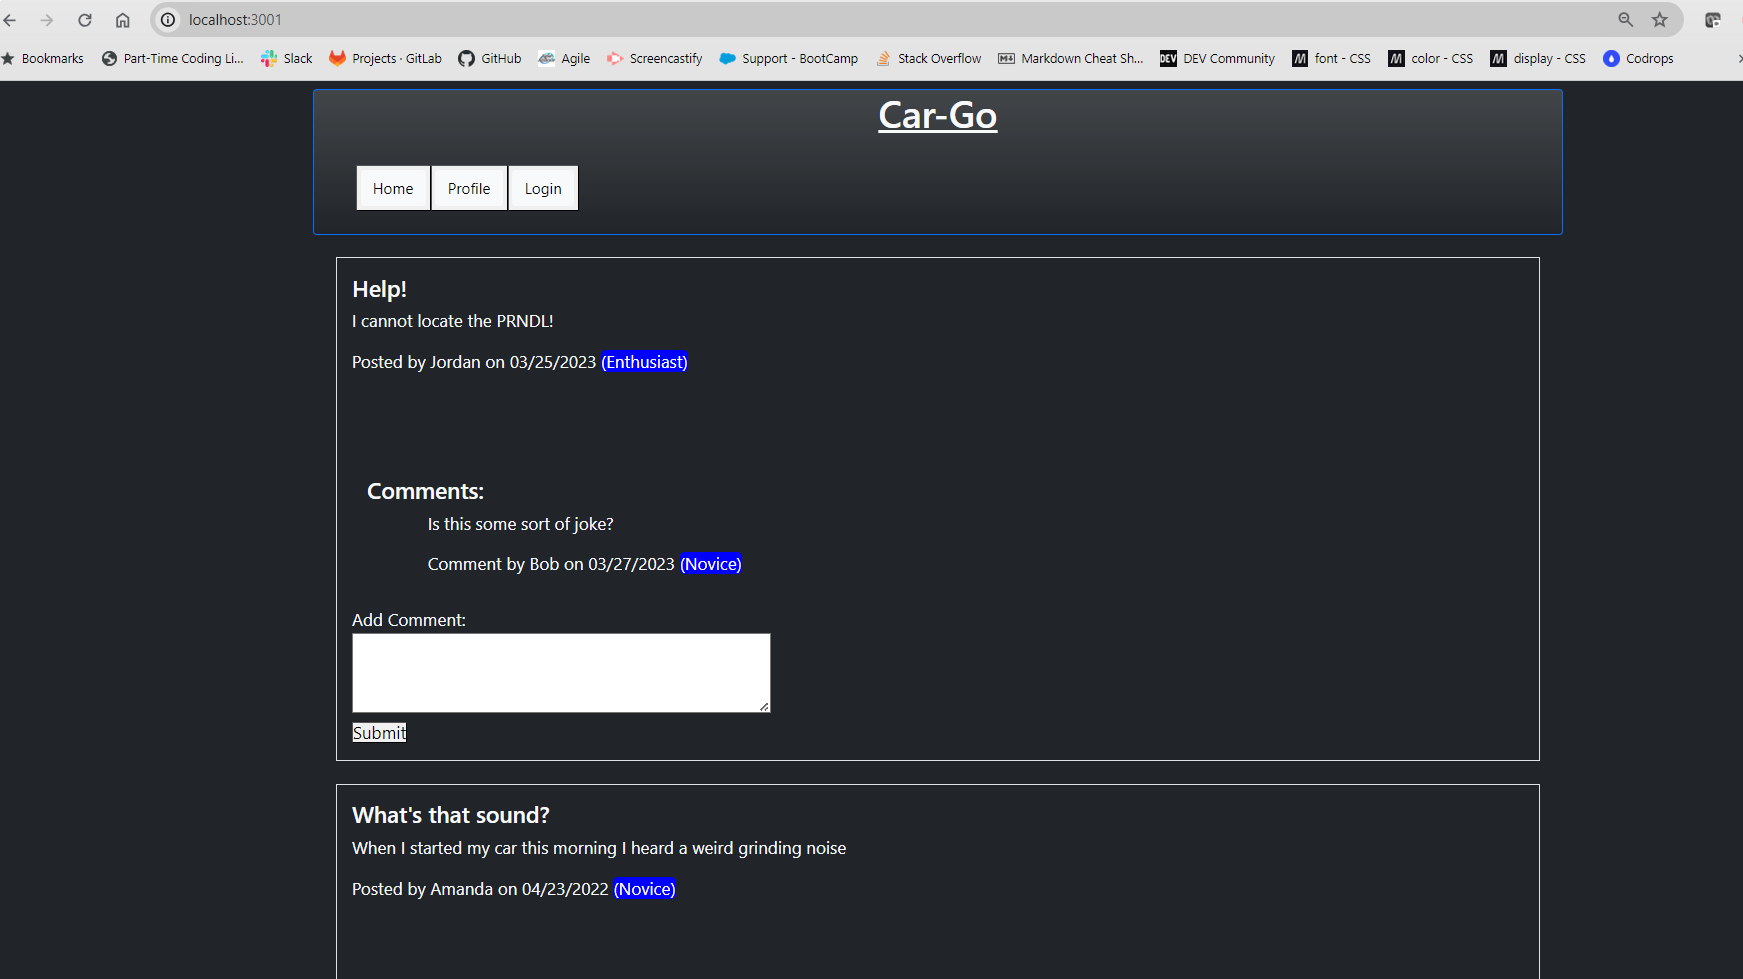 localhost:3001
Bookmarks Part-Time Coding Li... Slack Projects · GitLab GitHub Agile Screencastify Support - BootCamp Stack Overflow Markdown Cheat Sh... DEV DEV Community font - CSS color - CSS display - CSS Codrops
Car-Go
Home Profile Login
Help!
I cannot locate the PRNDL!
Posted by Jordan on 03/25/2023 (Enthusiast)
Comments:
Is this some sort of joke?
Comment by Bob on 03/27/2023 (Novice)
Add Comment:
Submit
What's that sound?
When I started my car this morning I heard a weird grinding noise
Posted by Amanda on 04/23/2022 (Novice)